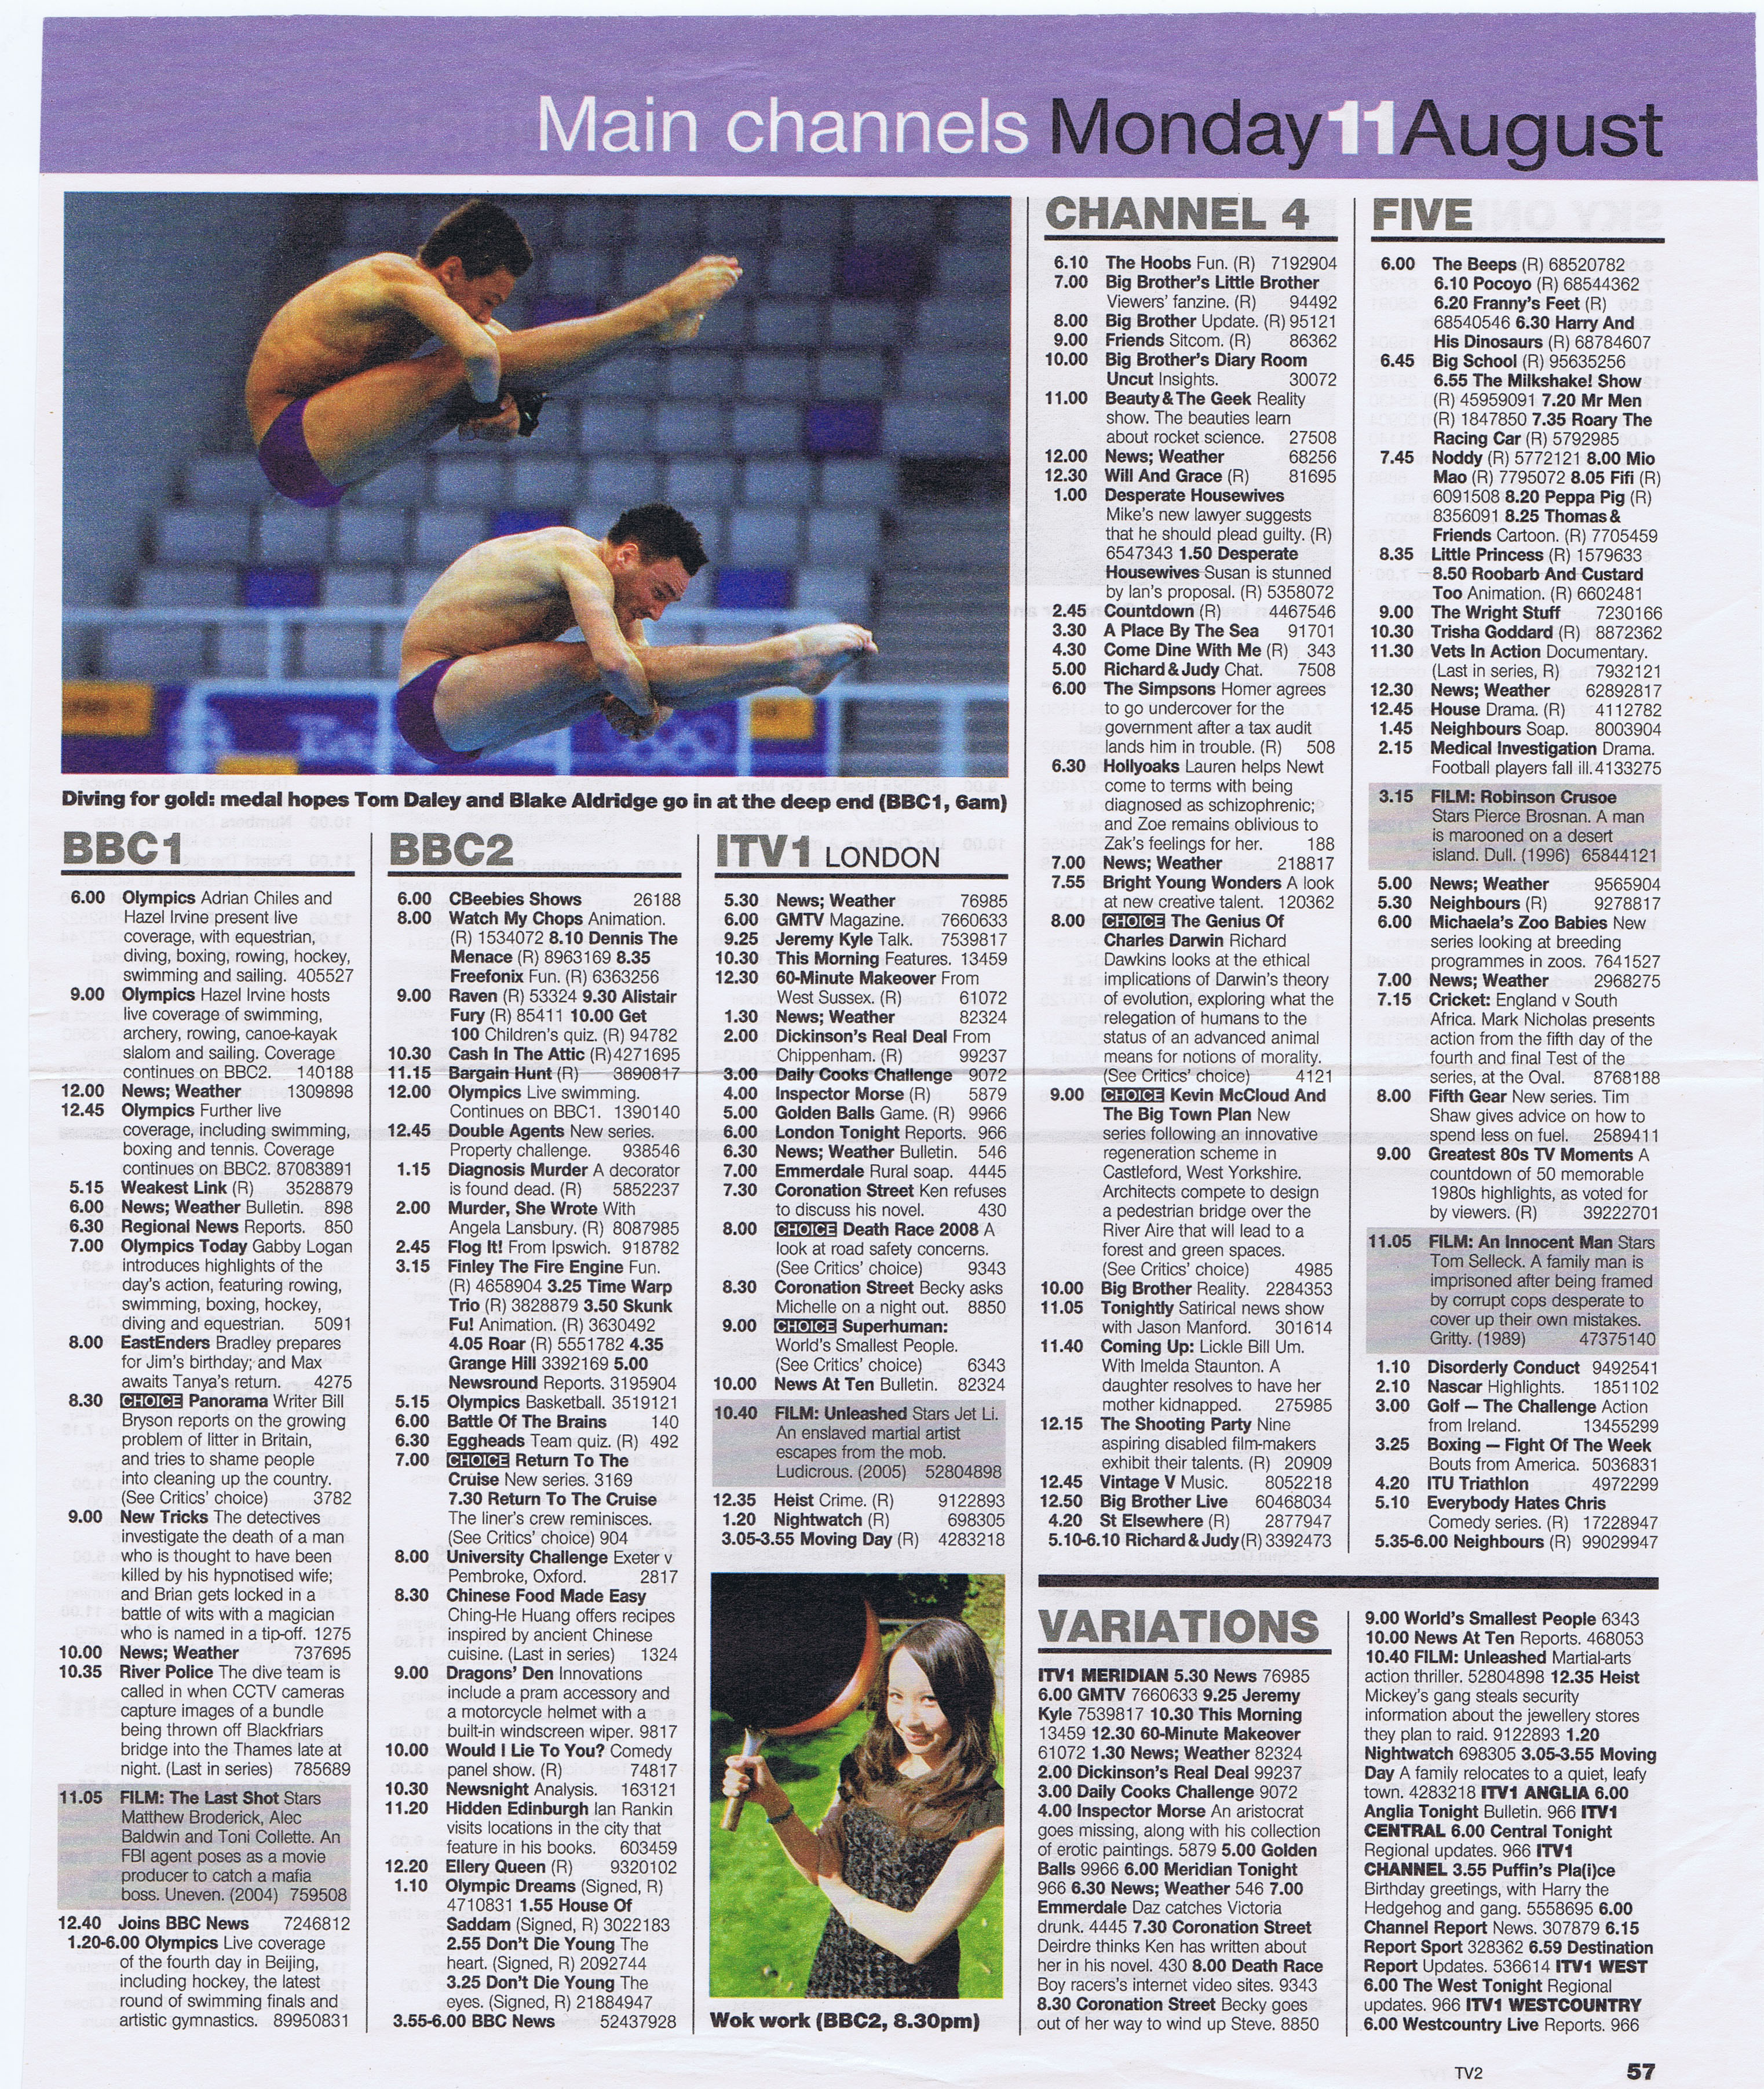 Main channels Monday 11 August
Diving for gold: medal hopes Tom Daley and Blake Aldridge go in at the deep end (BBC1, 6am)
BBC1
6.00 Olympics Adrian Chiles and
Hazel Irvine present live
coverage, with equestrian,
diving, boxing, rowing, hockey,
swimming and sailing. 405527
9.00 Olympics Hazel Irvine hosts
live coverage of swimming,
archery, rowing, canoe-kayak
slalom and sailing. Coverage
continues on BBC2. 140188
12.00 News; Weather 1309898
12.45 Olympics Further live
coverage, including swimming,
boxing and tennis. Coverage
continues on BBC2. 87083891
5.15 Weakest Link (R) 3528879
6.00 News; Weather Bulletin. 898
6.30 Regional News Reports. 850
7.00 Olympics Today Gabby Logan
introduces highlights of the
day's action, featuring rowing,
swimming, boxing, hockey,
diving and equestrian. 5091
8.00 EastEnders Bradley prepares
for Jim's birthday; and Max
awaits Tanya's return. 4275
8.30 CHOICE Panorama Writer Bill
Bryson reports on the growing
problem of litter in Britain,
and tries to shame people
into cleaning up the country.
(See Critics' choice) 3782
9.00 New Tricks The detectives
investigate the death of a man
who is thought to have been
killed by his hypnotised wife;
and Brian gets locked in a
battle of wits with a magician
who is named in a tip-off. 1275
10.00 News; Weather 737695
10.35 River Police The dive team is
called in when CCTV cameras
capture images of a bundle
being thrown off Blackfriars
bridge into the Thames late at
night. (Last in series) 785689
11.05 FILM: The Last Shot Stars
Matthew Broderick, Alec
Baldwin and Toni Collette. An
FBI agent poses as a movie
producer to catch a mafia
boss. Uneven. (2004) 759508
12.40 Joins BBC News 7246812
1.20-6.00 Olympics Live coverage
of the fourth day in Beijing,
including hockey, the latest
round of swimming finals and
artistic gymnastics. 89950831
BBC2
6.00 CBeebies Shows 26188
8.00 Watch My Chops Animation.
(R) 1534072 8.10 Dennis The
Menace (R) 8963169 8.35
Freefonix Fun. (R) 6363256
9.00 Raven (R) 53324 9.30 Alistair
Fury (R) 85411 10.00 Get
100 Children's quiz. (R) 94782
10.30 Cash In The Attic (R) 4271695
11.15 Bargain Hunt (R) 3890817
12.00 Olympics Live swimming.
Continues on BBC1. 1390140
12.45 Double Agents New series.
Property challenge. 938546
1.15 Diagnosis Murder A decorator
is found dead. (R) 5852237
2.00 Murder, She Wrote With
Angela Lansbury. (R) 8087985
2.45 Flog It! From Ipswich. 918782
3.15 Finley The Fire Engine Fun.
(R) 4658904 3.25 Time Warp
Trio (R) 3828879 3.50 Skunk
Fu! Animation. (R) 3630492
4.05 Roar (R) 5551782 4.35
Grange Hill 3392169 5.00
Newsround Reports. 3195904
5.15 Olympics Basketball. 3519121
6.00 Battle Of The Brains 140
6.30 Eggheads Team quiz. (R) 492
7.00 CHOICE Return To The
Cruise New series. 3169
7.30 Return To The Cruise
The liner's crew reminisces.
(See Critics' choice) 904
8.00 University Challenge Exeter v
Pembroke, Oxford. 2817
8.30 Chinese Food Made Easy
Ching-He Huang offers recipes
inspired by ancient Chinese
cuisine. (Last in series) 1324
9.00 Dragons' Den Innovations
include a pram accessory and
a motorcycle helmet with a
built-in windscreen wiper. 9817
10.00 Would I Lie To You? Comedy
panel show. (R) 74817
10.30 Newsnight Analysis. 163121
11.20 Hidden Edinburgh Ian Rankin
visits locations in the city that
feature in his books. 603459
12.20 Ellery Queen (R) 9320102
1.10 Olympic Dreams (Signed, R)
4710831 1.55 House Of
Saddam (Signed, R) 3022183
2.55 Don't Die Young The
heart. (Signed, R) 2092744
3.25 Don't Die Young The
eyes. (Signed, R) 21884947
3.55-6.00 BBC News 52437928
ITV1 LONDON
5.30 News; Weather 76985
6.00 GMTV Magazine. 7660633
9.25 Jeremy Kyle Talk. 7539817
10.30 This Morning Features. 13459
12.30 60-Minute Makeover From
West Sussex. (R) 61072
1.30 News; Weather 82324
2.00 Dickinson's Real Deal From
Chippenham. (R) 99237
3.00 Daily Cooks Challenge 9072
4.00 Inspector Morse (R) 5879
5.00 Golden Balls Game. (R) 9966
6.00 London Tonight Reports. 966
6.30 News; Weather Bulletin. 546
7.00 Emmerdale Rural soap. 4445
7.30 Coronation Street Ken refuses
to discuss his novel. 430
8.00 CHOICE Death Race 2008 A
look at road safety concerns.
(See Critics' choice) 9343
8.30 Coronation Street Becky asks
Michelle on a night out. 8850
9.00 CHOICE Superhuman:
World's Smallest People.
(See Critics' choice) 6343
10.00 News At Ten Bulletin. 82324
10.40 FILM: Unleashed Stars Jet Li.
An enslaved martial artist
escapes from the mob.
Ludicrous. (2005) 52804898
12.35 Heist Crime. (R) 9122893
1.20 Nightwatch (R) 698305
3.05-3.55 Moving Day (R) 4283218
Wok work (BBC2, 8.30pm)
CHANNEL 4
6.10 The Hoobs Fun. (R) 7192904
7.00 Big Brother's Little Brother
Viewers' fanzine. (R) 94492
8.00 Big Brother Update. (R) 95121
9.00 Friends Sitcom. (R) 86362
10.00 Big Brother's Diary Room
Uncut Insights. 30072
11.00 Beauty & The Geek Reality
show. The beauties learn
about rocket science. 27508
12.00 News; Weather 68256
12.30 Will And Grace (R) 81695
1.00 Desperate Housewives
Mike's new lawyer suggests
that he should plead guilty. (R)
6547343 1.50 Desperate
Housewives Susan is stunned
by Ian's proposal. (R) 5358072
2.45 Countdown (R) 4467546
3.30 A Place By The Sea 91701
4.30 Come Dine With Me (R) 343
5.00 Richard & Judy Chat. 7508
6.00 The Simpsons Homer agrees
to go undercover for the
government after a tax audit
lands him in trouble. (R) 508
6.30 Hollyoaks Lauren helps Newt
come to terms with being
diagnosed as schizophrenic;
and Zoe remains oblivious to
Zak's feelings for her. 188
7.00 News; Weather 218817
7.55 Bright Young Wonders A look
at new creative talent. 120362
8.00 CHOICE The Genius Of
Charles Darwin Richard
Dawkins looks at the ethical
implications of Darwin's theory
of evolution, exploring what the
relegation of humans to the
status of an advanced animal
means for notions of morality.
(See Critics' choice) 4121
9.00 CHOICE Kevin McCloud And
The Big Town Plan New
series following an innovative
regeneration scheme in
Castleford, West Yorkshire.
Architects compete to design
a pedestrian bridge over the
River Aire that will lead to a
forest and green spaces.
(See Critics' choice) 4985
10.00 Big Brother Reality. 2284353
11.05 Tonightly Satirical news show
with Jason Manford. 301614
11.40 Coming Up: Lickle Bill Um.
With Imelda Staunton. A
daughter resolves to have her
mother kidnapped. 275985
12.15 The Shooting Party Nine
aspiring disabled film-makers
exhibit their talents. (R) 20909
12.45 Vintage V Music. 8052218
12.50 Big Brother Live 60468034
4.20 St Elsewhere (R) 2877947
5.10-6.10 Richard & Judy (R) 3392473
FIVE
6.00 The Beeps (R) 68520782
6.10 Pocoyo (R) 68544362
6.20 Franny's Feet (R)
68540546 6.30 Harry And
His Dinosaurs (R) 68784607
6.45 Big School (R) 95635256
6.55 The Milkshake! Show
(R) 45959091 7.20 Mr Men
(R) 1847850 7.35 Roary The
Racing Car (R) 5792985
7.45 Noddy (R) 5772121 8.00 Mio
Mao (R) 7795072 8.05 Fifi (R)
6091508 8.20 Peppa Pig (R)
8356091 8.25 Thomas &
Friends Cartoon. (R) 7705459
8.35 Little Princess (R) 1579633
8.50 Roobarb And Custard
Too Animation. (R) 6602481
9.00 The Wright Stuff 7230166
10.30 Trisha Goddard (R) 8872362
11.30 Vets In Action Documentary.
(Last in series, R) 7932121
12.30 News; Weather 62892817
12.45 House Drama. (R) 4112782
1.45 Neighbours Soap. 8003904
2.15 Medical Investigation Drama.
Football players fall ill. 4133275
3.15 FILM: Robinson Crusoe
Stars Pierce Brosnan. A man
is marooned on a desert
island. Dull. (1996) 65844121
5.00 News; Weather 9565904
5.30 Neighbours (R) 9278817
6.00 Michaela's Zoo Babies New
series looking at breeding
programmes in zoos. 7641527
7.00 News; Weather 2968275
7.15 Cricket: England v South
Africa. Mark Nicholas presents
action from the fifth day of the
fourth and final Test of the
series, at the Oval. 8768188
8.00 Fifth Gear New series. Tim
Shaw gives advice on how to
spend less on fuel. 2589411
9.00 Greatest 80s TV Moments A
countdown of 50 memorable
1980s highlights, as voted for
by viewers. (R) 39222701
11.05 FILM: An Innocent Man Stars
Tom Selleck. A family man is
imprisoned after being framed
by corrupt cops desperate to
cover up their own mistakes.
Gritty. (1989) 47375140
1.10 Disorderly Conduct 9492541
2.10 Nascar Highlights. 1851102
3.00 Golf – The Challenge Action
from Ireland. 13455299
3.25 Boxing – Fight Of The Week
Bouts from America. 5036831
4.20 ITU Triathlon 4972299
5.10 Everybody Hates Chris
Comedy series. (R) 17228947
5.35-6.00 Neighbours (R) 99029947
VARIATIONS
ITV1 MERIDIAN 5.30 News 76985
6.00 GMTV 7660633 9.25 Jeremy
Kyle 7539817 10.30 This Morning
13459 12.30 60-Minute Makeover
61072 1.30 News; Weather 82324
2.00 Dickinson's Real Deal 99237
3.00 Daily Cooks Challenge 9072
4.00 Inspector Morse An aristocrat
goes missing, along with his collection
of erotic paintings. 5879 5.00 Golden
Balls 9966 6.00 Meridian Tonight
966 6.30 News; Weather 546 7.00
Emmerdale Daz catches Victoria
drunk. 4445 7.30 Coronation Street
Deirdre thinks Ken has written about
her in his novel. 430 8.00 Death Race
Boy racers's internet video sites. 9343
8.30 Coronation Street Becky goes
out of her way to wind up Steve. 8850
9.00 World's Smallest People 6343
10.00 News At Ten Reports. 468053
10.40 FILM: Unleashed Martial-arts
action thriller. 52804898 12.35 Heist
Mickey's gang steals security
information about the jewellery stores
they plan to raid. 9122893 1.20
Nightwatch 698305 3.05-3.55 Moving
Day A family relocates to a quiet, leafy
town. 4283218 ITV1 ANGLIA 6.00
Anglia Tonight Bulletin. 966 ITV1
CENTRAL 6.00 Central Tonight
Regional updates. 966 ITV1
CHANNEL 3.55 Puffin's Pla(i)ce
Birthday greetings, with Harry the
Hedgehog and gang. 5558695 6.00
Channel Report News. 307879 6.15
Report Sport 328362 6.59 Destination
Report Updates. 536614 ITV1 WEST
6.00 The West Tonight Regional
updates. 966 ITV1 WESTCOUNTRY
6.00 Westcountry Live Reports. 966
TV2 57